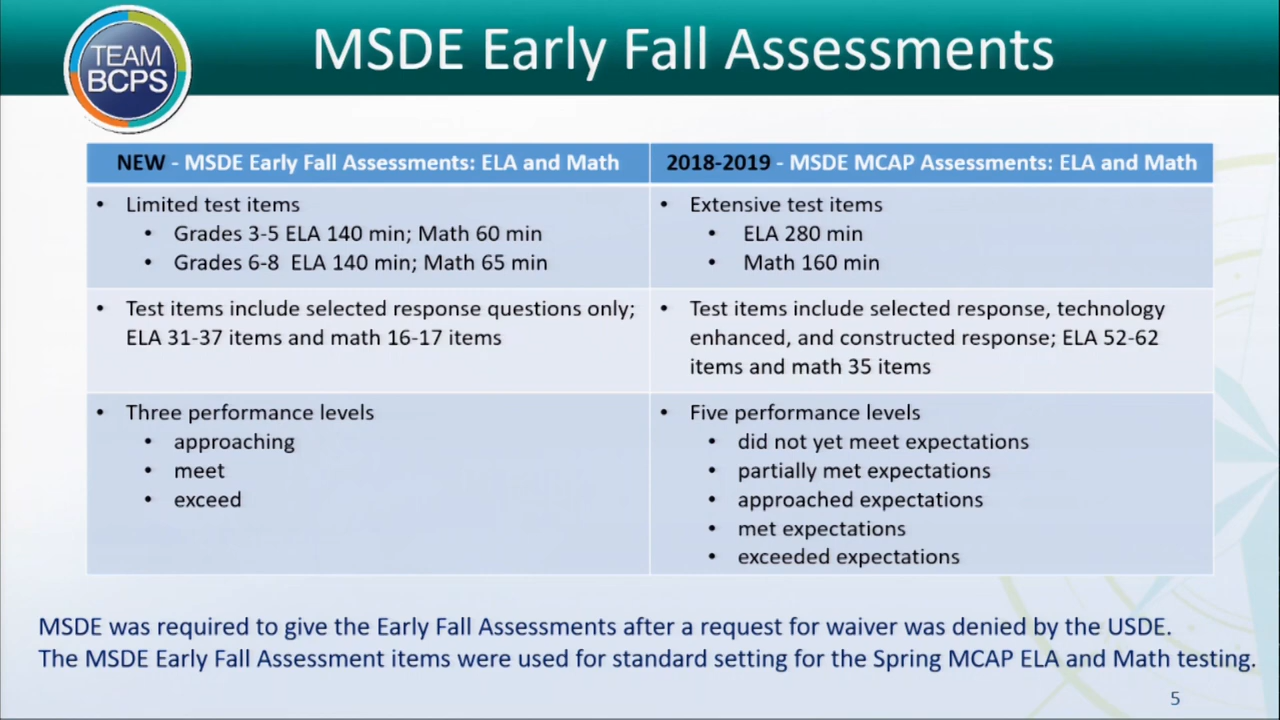 TEAM
BCPS
MSDE Early Fall Assessments
NEW - MSDE Early Fall Assessments: ELA and Math
• Limited test items
• Grades 3-5 ELA 140 min; Math 60 min
• Grades 6-8 ELA 140 min; Math 65 min
• Test items include selected response questions only;
ELA 31-37 items and math 16-17 items
• Three performance levels
• approaching
• meet
• exceed
2018-2019 - MSDE MCAP Assessments: ELA and Math
• Extensive test items
• ELA 280 min
• Math 160 min
• Test items include selected response, technology
enhanced, and constructed response; ELA 52-62
items and math 35 items
• Five performance levels
• did not yet meet expectations
• partially met expectations
• approached expectations
• met expectations
• exceeded expectations
MSDE was required to give the Early Fall Assessments after a request for waiver was denied by the USDE.
The MSDE Early Fall Assessment items were used for standard setting for the Spring MCAP ELA and Math testing.
5